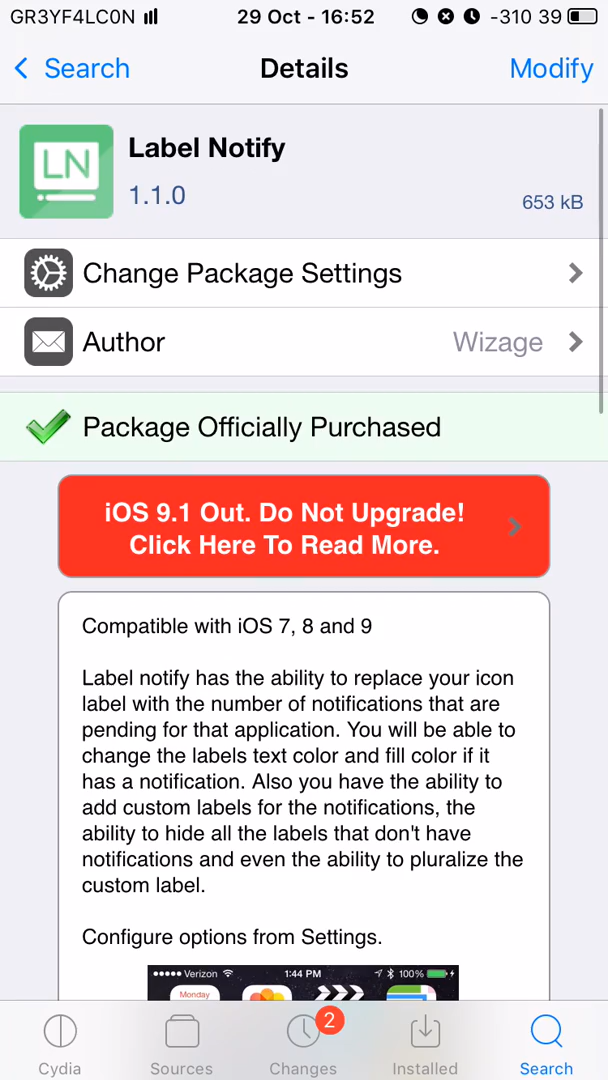 GR3YF4LC0N 29 Oct - 16:52 -310 39
Search Details Modify
LN
Label Notify
1.1.0
653 kB
Change Package Settings
Author Wizage
Package Officially Purchased
iOS 9.1 Out. Do Not Upgrade!
Click Here To Read More.
Compatible with iOS 7, 8 and 9
Label notify has the ability to replace your icon
label with the number of notifications that are
pending for that application. You will be able to
change the labels text color and fill color if it
has a notification. Also you have the ability to
add custom labels for the notifications, the
ability to hide all the labels that don't have
notifications and even the ability to pluralize the
custom label.
Configure options from Settings.
Verizon 1:44 PM 100%
Monday
2
Cydia Sources Changes Installed Search